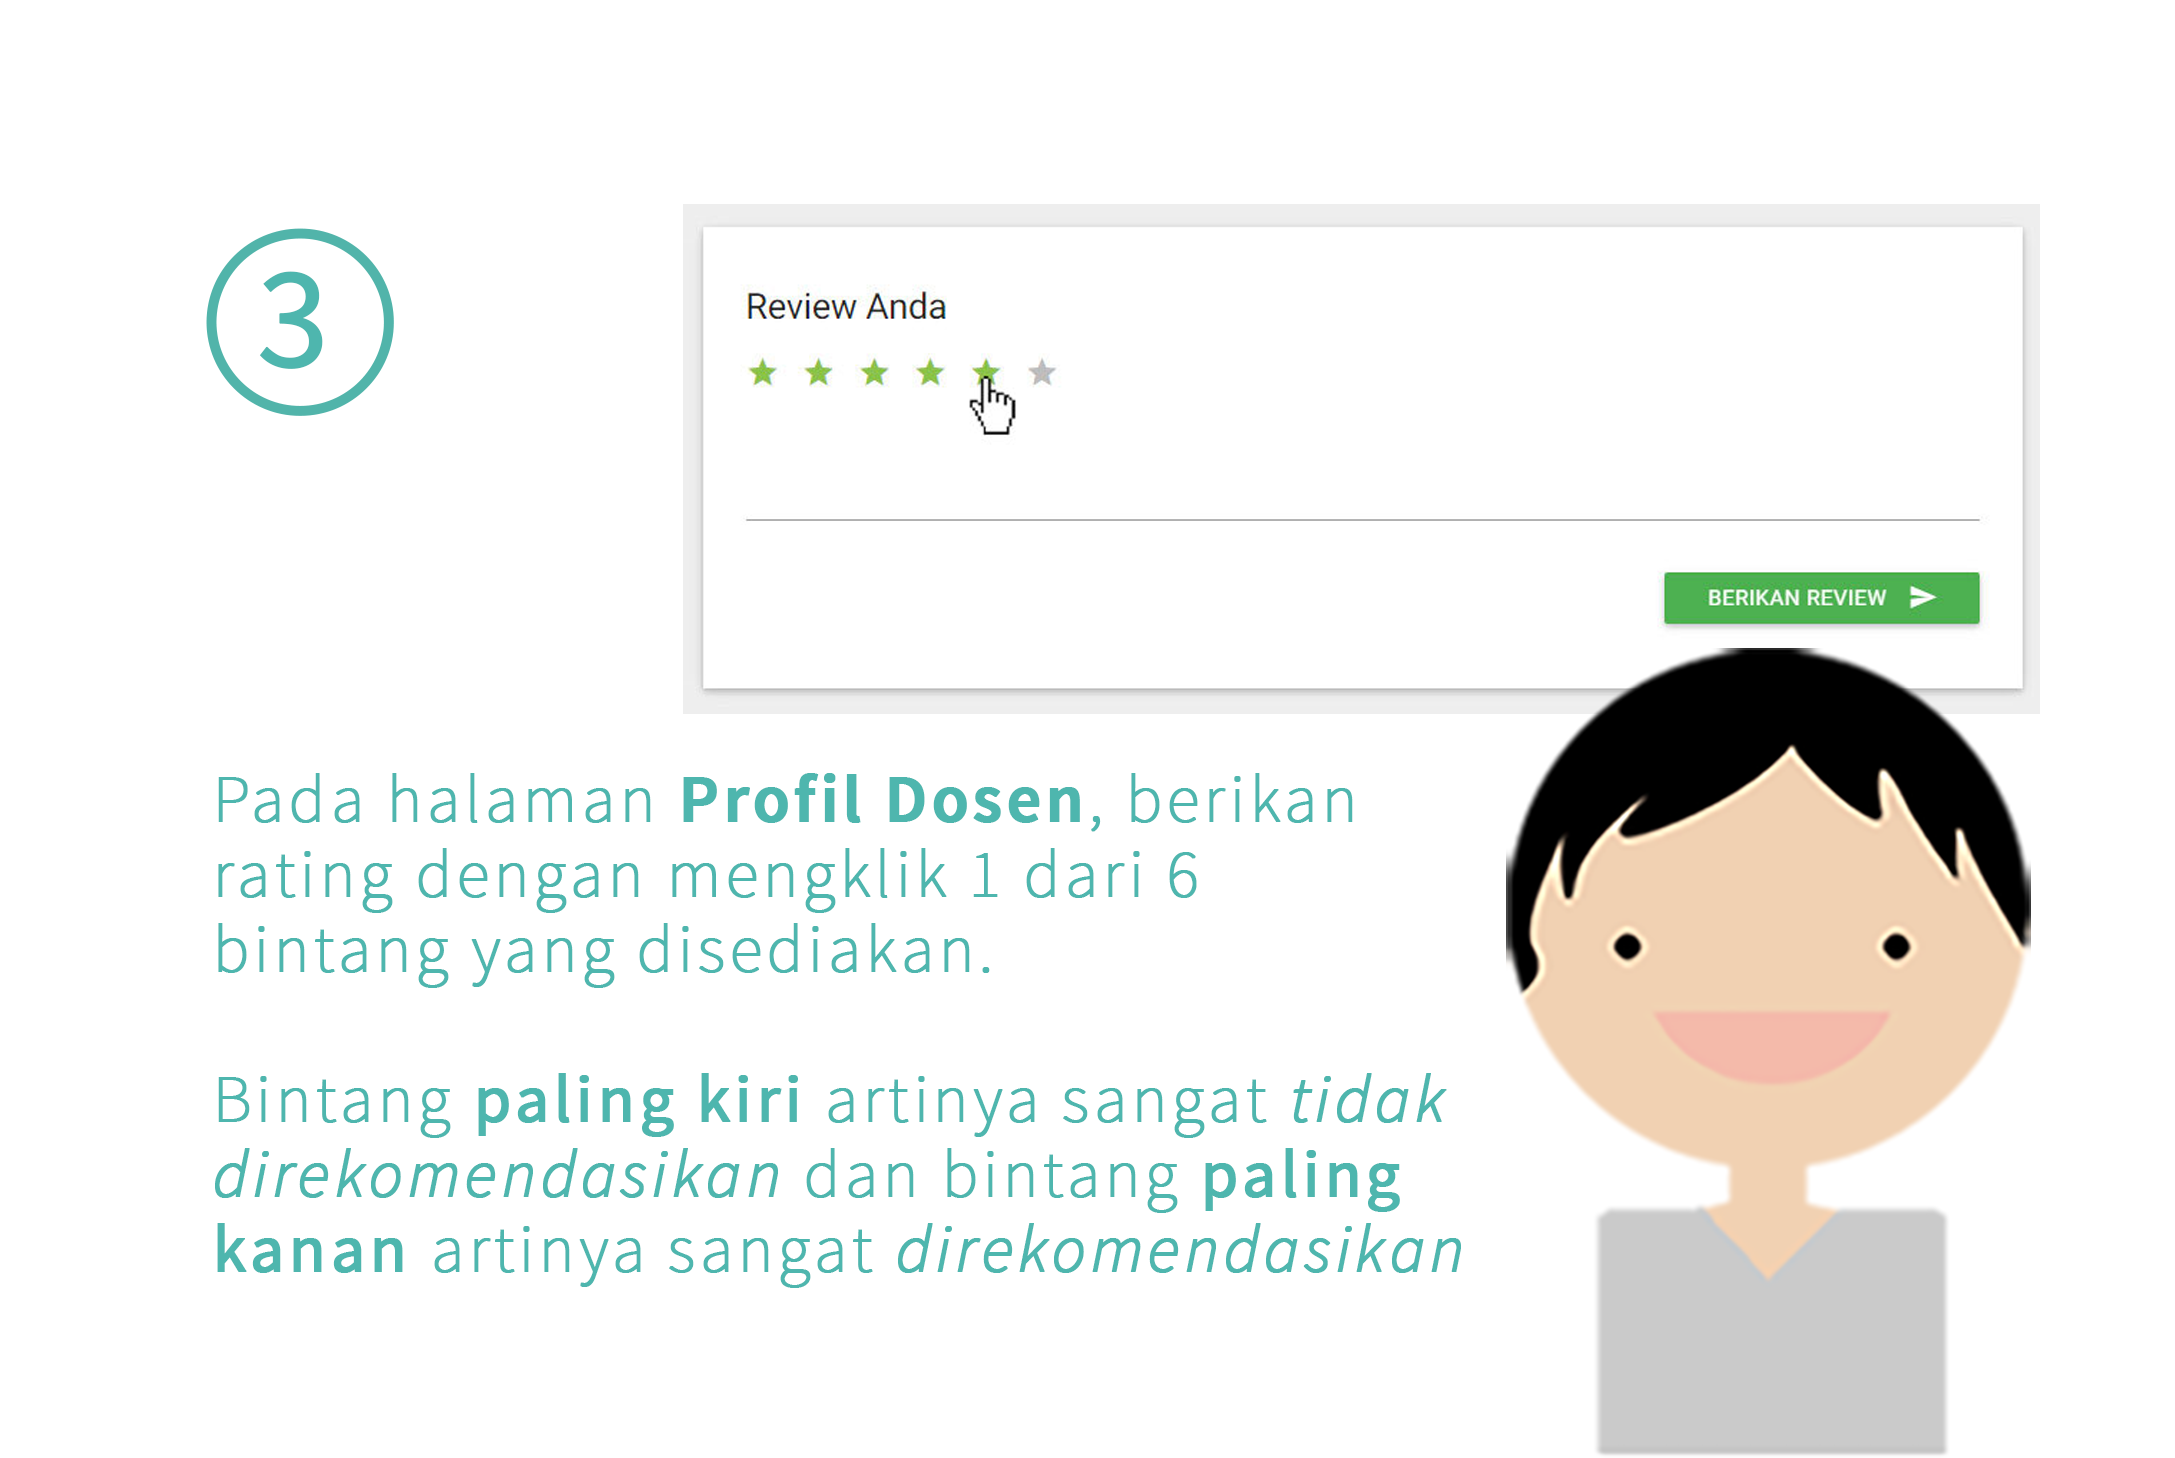 3
Review Anda
BERIKAN REVIEW
Pada halaman Profil Dosen, berikan
rating dengan mengklik 1 dari 6
bintang yang disediakan.
Bintang paling kiri artinya sangat tidak
direkomendasikan dan bintang paling
kanan artinya sangat direkomendasikan